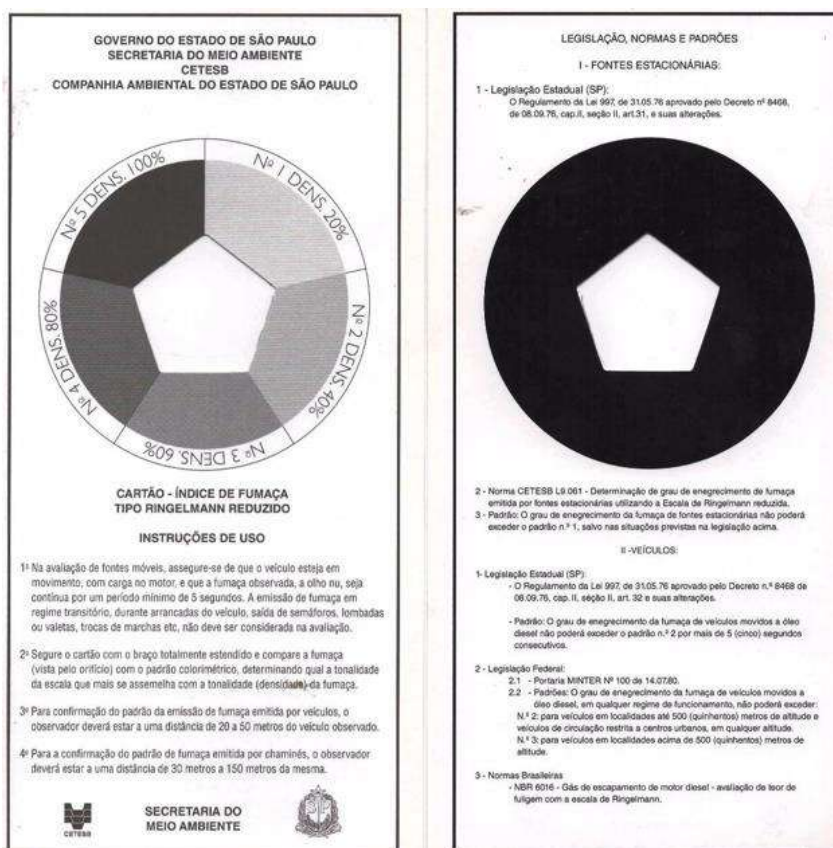 GOVERNO DO ESTADO DE SÃO PAULO
SECRETARIA DO MEIO AMBIENTE
CETESB
COMPANHIA AMBIENTAL DO ESTADO DE SÃO PAULO
Nº 1 DENS. 20%
Nº 2 DENS. 40%
Nº 3 DENS. 60%
Nº 4 DENS. 80%
Nº 5 DENS. 100%
CARTÃO - ÍNDICE DE FUMAÇA
TIPO RINGELMANN REDUZIDO
INSTRUÇÕES DE USO
1ª Na avaliação de fontes móveis, assegure-se de que o veículo esteja em
movimento, com carga no motor, e que a fumaça observada, a olho nu, seja
contínua por um período mínimo de 5 segundos. A emissão de fumaça em
regime transitório, durante arrancadas do veículo, saída de semáforos, lombadas
ou valetas, trocas de marchas etc, não deve ser considerada na avaliação.
2ª Segure o cartão com o braço totalmente estendido e compare a fumaça
(vista pelo orifício) com o padrão colorimétrico, determinando qual a tonalidade
da escala que mais se assemelha com a tonalidade (densidade) da fumaça.
3ª Para confirmação do padrão da emissão de fumaça emitida por veículos, o
observador deverá estar a uma distância de 20 a 50 metros do veículo observado.
4ª Para a confirmação do padrão de fumaça emitida por chaminés, o observador
deverá estar a uma distância de 30 metros a 150 metros da mesma.
CETESB
SECRETARIA DO
MEIO AMBIENTE
LEGISLAÇÃO, NORMAS E PADRÕES
I - FONTES ESTACIONÁRIAS:
1 - Legislação Estadual (SP):
O Regulamento da Lei 997, de 31.05.76 aprovado pelo Decreto nº 8468,
de 08.09.76, cap.II, seção II, art.31, e suas alterações.
2 - Norma CETESB L9.061 - Determinação de grau de enegrecimento de fumaça
emitida por fontes estacionárias utilizando a Escala de Ringelmann reduzida.
3 - Padrão: O grau de enegrecimento da fumaça de fontes estacionárias não poderá
exceder o padrão n.º 1, salvo nas situações previstas na legislação acima.
II -VEÍCULOS:
1- Legislação Estadual (SP):
- O Regulamento da Lei 997, de 31.05.76 aprovado pelo Decreto n.º 8468 de
08.09.76, cap. II, seção II, art. 32 e suas alterações.
- Padrão: O grau de enegrecimento da fumaça de veículos movidos a óleo
diesel não poderá exceder o padrão n.º 2 por mais de 5 (cinco) segundos
consecutivos.
2 - Legislação Federal:
2.1 - Portaria MINTER Nº 100 de 14.07.80.
2.2 - Padrões: O grau de enegrecimento da fumaça de veículos movidos a
óleo diesel, em qualquer regime de funcionamento, não poderá exceder:
N.º 2: para veículos em localidades até 500 (quinhentos) metros de altitude e
veículos de circulação restrita a centros urbanos, em qualquer altitude.
N.º 3: para veículos em localidades acima de 500 (quinhentos) metros de
altitude.
3 - Normas Brasileiras
- NBR 6016 - Gás de escapamento de motor diesel - avaliação de teor de
fuligem com a escala de Ringelmann.